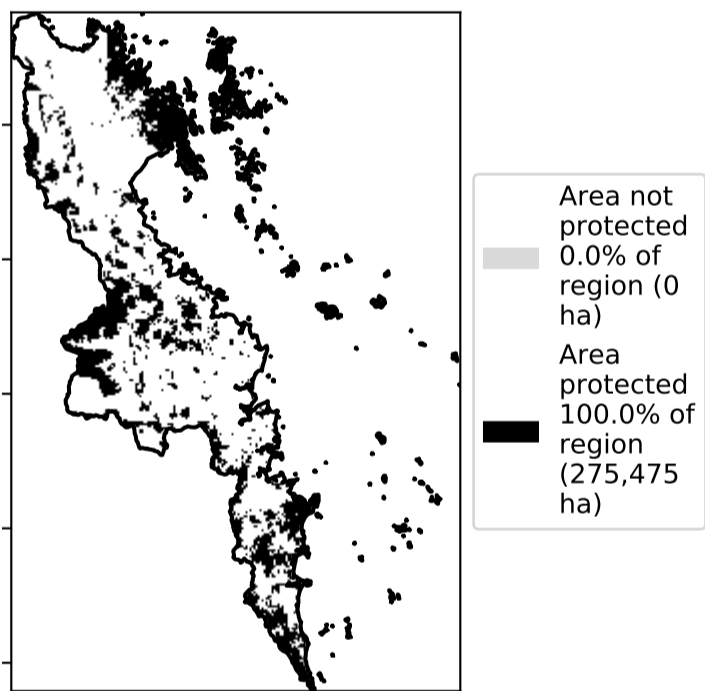 Area not
protected
0.0% of
region (0
ha)
Area
protected
100.0% of
region
(275,475
ha)